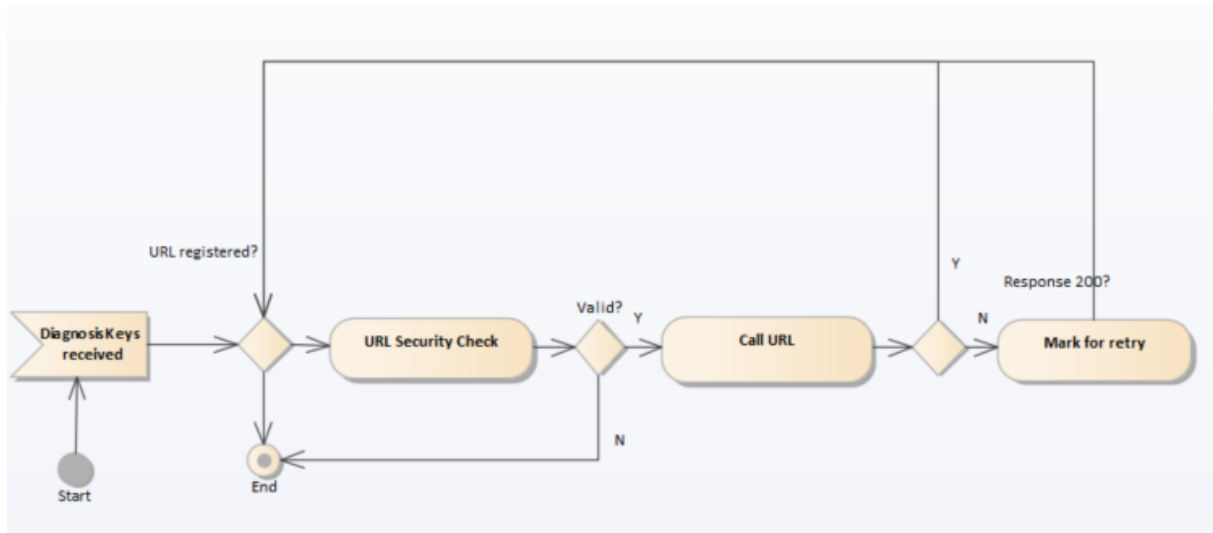 URL registered?
Y
Response 200?
Valid?
Y
N
DiagnosisKeys
received
URL Security Check
Call URL
Mark for retry
N
End
Start